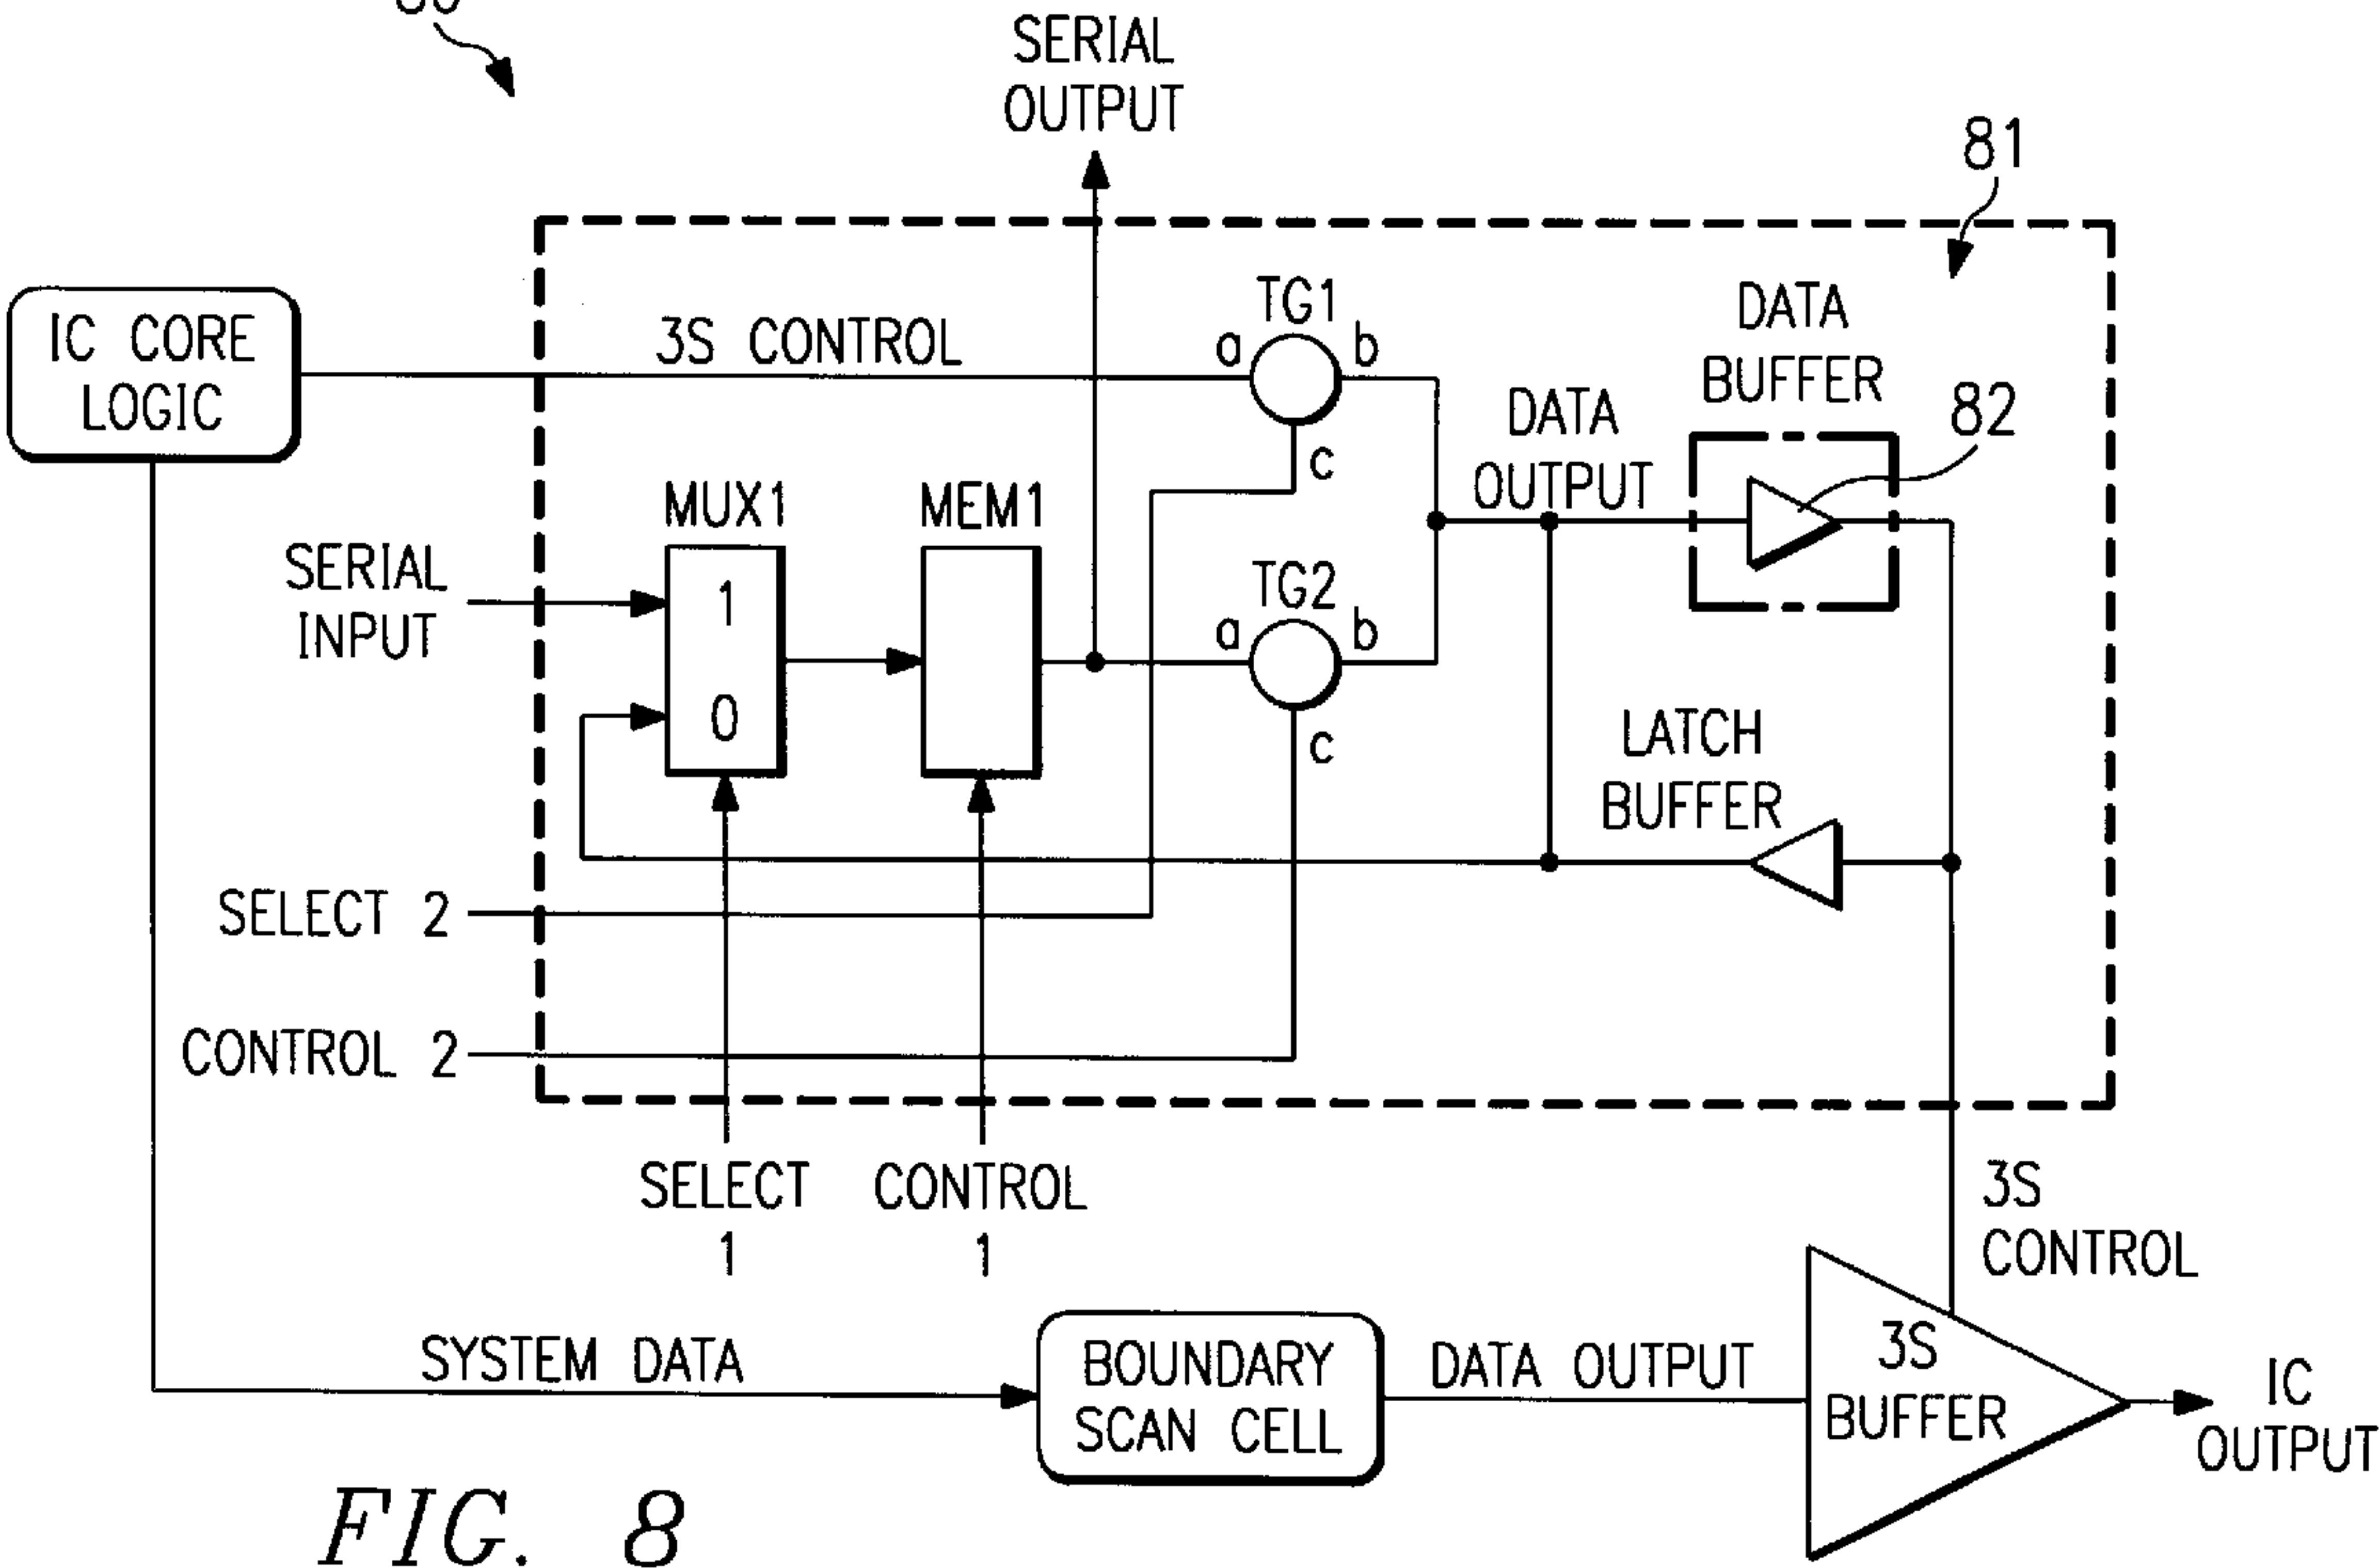 SERIAL
OUTPUT
81
IC CORE
LOGIC
3S CONTROL
TG1
a
b
c
DATA
BUFFER
82
DATA
OUTPUT
MUX1
MEM1
SERIAL
INPUT
1
0
TG2
a
b
c
LATCH
BUFFER
SELECT 2
CONTROL 2
SELECT
1
CONTROL
1
3S
CONTROL
SYSTEM DATA
BOUNDARY
SCAN CELL
DATA OUTPUT
3S
BUFFER
IC
OUTPUT
FIG. 8